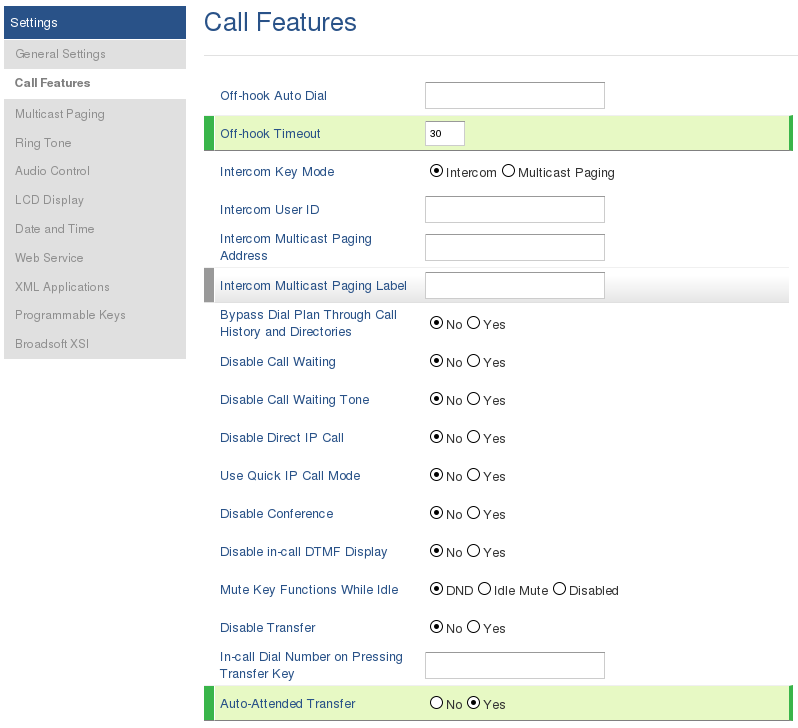 Settings
General Settings
Call Features
Multicast Paging
Ring Tone
Audio Control
LCD Display
Date and Time
Web Service
XML Applications
Programmable Keys
Broadsoft XSI
Call Features
Off-hook Auto Dial
Off-hook Timeout 30
Intercom Key Mode Intercom Multicast Paging
Intercom User ID
Intercom Multicast Paging
Address
Intercom Multicast Paging Label
Bypass Dial Plan Through Call
History and Directories No Yes
Disable Call Waiting No Yes
Disable Call Waiting Tone No Yes
Disable Direct IP Call No Yes
Use Quick IP Call Mode No Yes
Disable Conference No Yes
Disable in-call DTMF Display No Yes
Mute Key Functions While Idle DND Idle Mute Disabled
Disable Transfer No Yes
In-call Dial Number on Pressing
Transfer Key
Auto-Attended Transfer No Yes